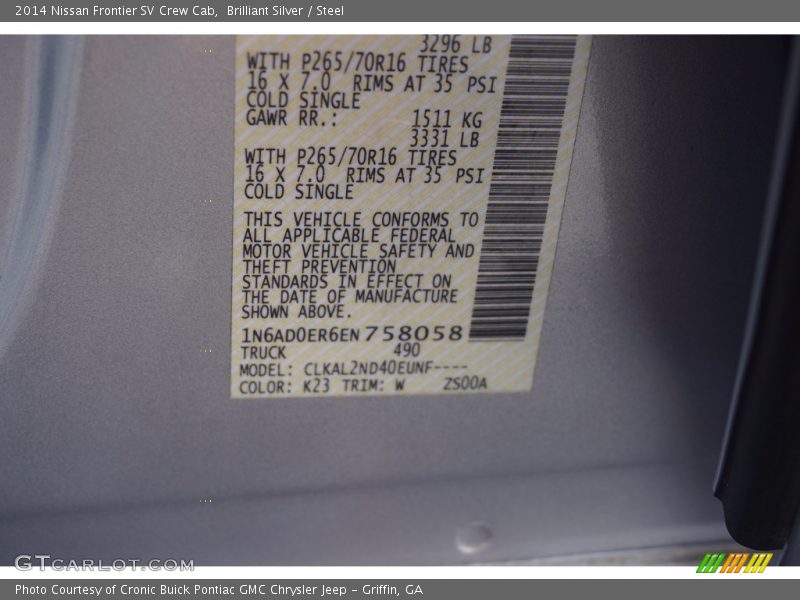 2014 Nissan Frontier SV Crew Cab,  Brilliant Silver / Steel
3296 LB
WITH P265/70R16 TIRES
16 X 7.0  RIMS AT 35 PSI
COLD SINGLE
GAWR RR.:  1511 KG
3331 LB
WITH P265/70R16 TIRES
16 X 7.0  RIMS AT 35 PSI
COLD SINGLE
THIS VEHICLE CONFORMS TO
ALL APPLICABLE FEDERAL
MOTOR VEHICLE SAFETY AND
THEFT PREVENTION
STANDARDS IN EFFECT ON
THE DATE OF MANUFACTURE
SHOWN ABOVE.
1N6AD0ER6EN758058
TRUCK  490
MODEL: CLKAL2ND40EUNF----
COLOR: K23 TRIM: W  ZS00A
GTCARLOT.COM
Photo Courtesy of Cronic Buick Pontiac GMC Chrysler Jeep - Griffin, GA